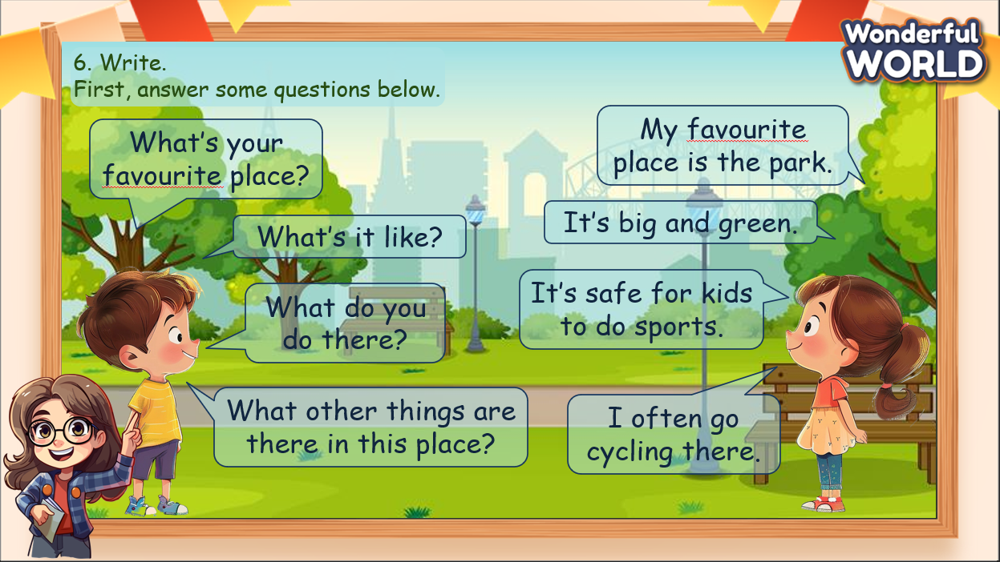 Wonderful
WORLD
6. Write.
First, answer some questions below.
What's your
favourite place?
My favourite
place is the park.
What's it like?
It's big and green.
What do you
do there?
It's safe for kids
to do sports.
What other things are
there in this place?
I often go
cycling there.